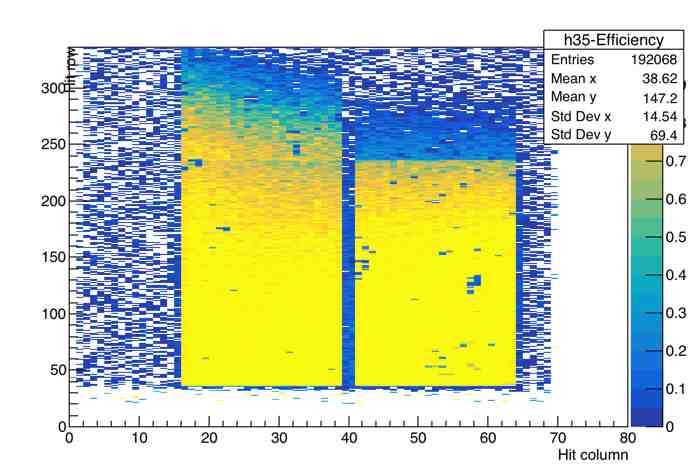 h35-Efficiency
Entries 192068
Mean x 38.62
Mean y 147.2
Std Dev x 14.54
Std Dev y 69.4
300
250
200
150
100
50
0
0 10 20 30 40 50 60 70 80
Hit column
0.7
0.6
0.5
0.4
0.3
0.2
0.1
0